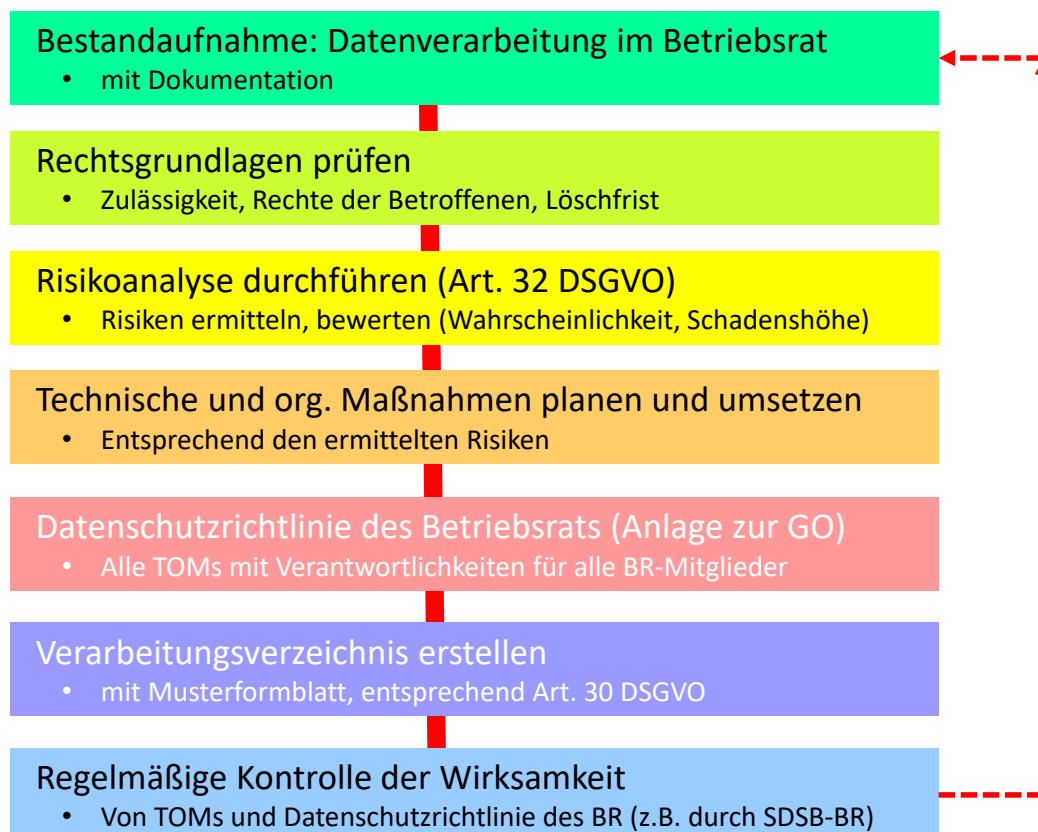 Bestandaufnahme: Datenverarbeitung im Betriebsrat
• mit Dokumentation
Rechtsgrundlagen prüfen
• Zulässigkeit, Rechte der Betroffenen, Löschfrist
Risikoanalyse durchführen (Art. 32 DSGVO)
• Risiken ermitteln, bewerten (Wahrscheinlichkeit, Schadenshöhe)
Technische und org. Maßnahmen planen und umsetzen
• Entsprechend den ermittelten Risiken
Datenschutzrichtlinie des Betriebsrats (Anlage zur GO)
• Alle TOMs mit Verantwortlichkeiten für alle BR-Mitglieder
Verarbeitungsverzeichnis erstellen
• mit Musterformblatt, entsprechend Art. 30 DSGVO
Regelmäßige Kontrolle der Wirksamkeit
• Von TOMs und Datenschutzrichtlinie des BR (z.B. durch SDSB-BR)